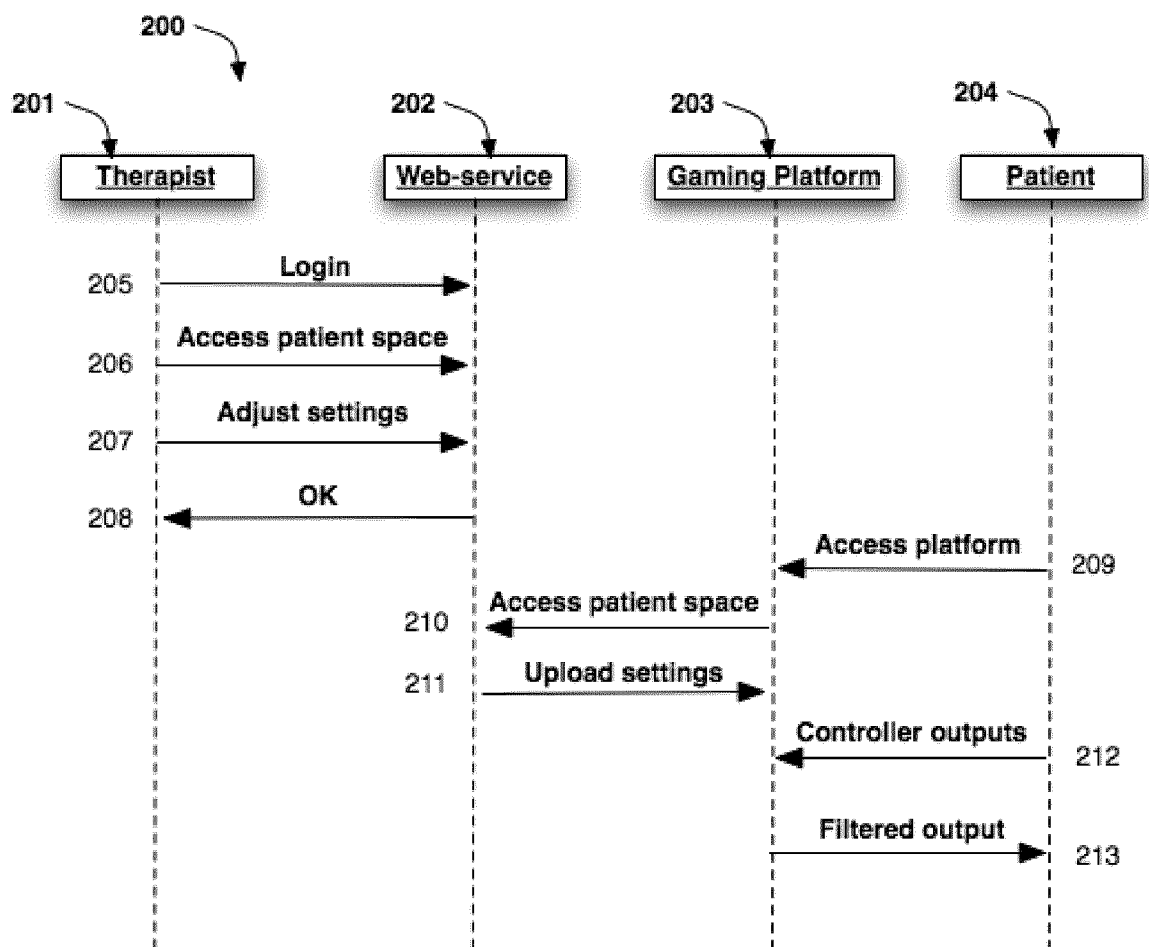 200
201
202
203
204
Therapist
Web-service
Gaming Platform
Patient
Login
205
Access patient space
206
Adjust settings
207
OK
208
Access platform
209
Access patient space
210
Upload settings
211
Controller outputs
212
Filtered output
213